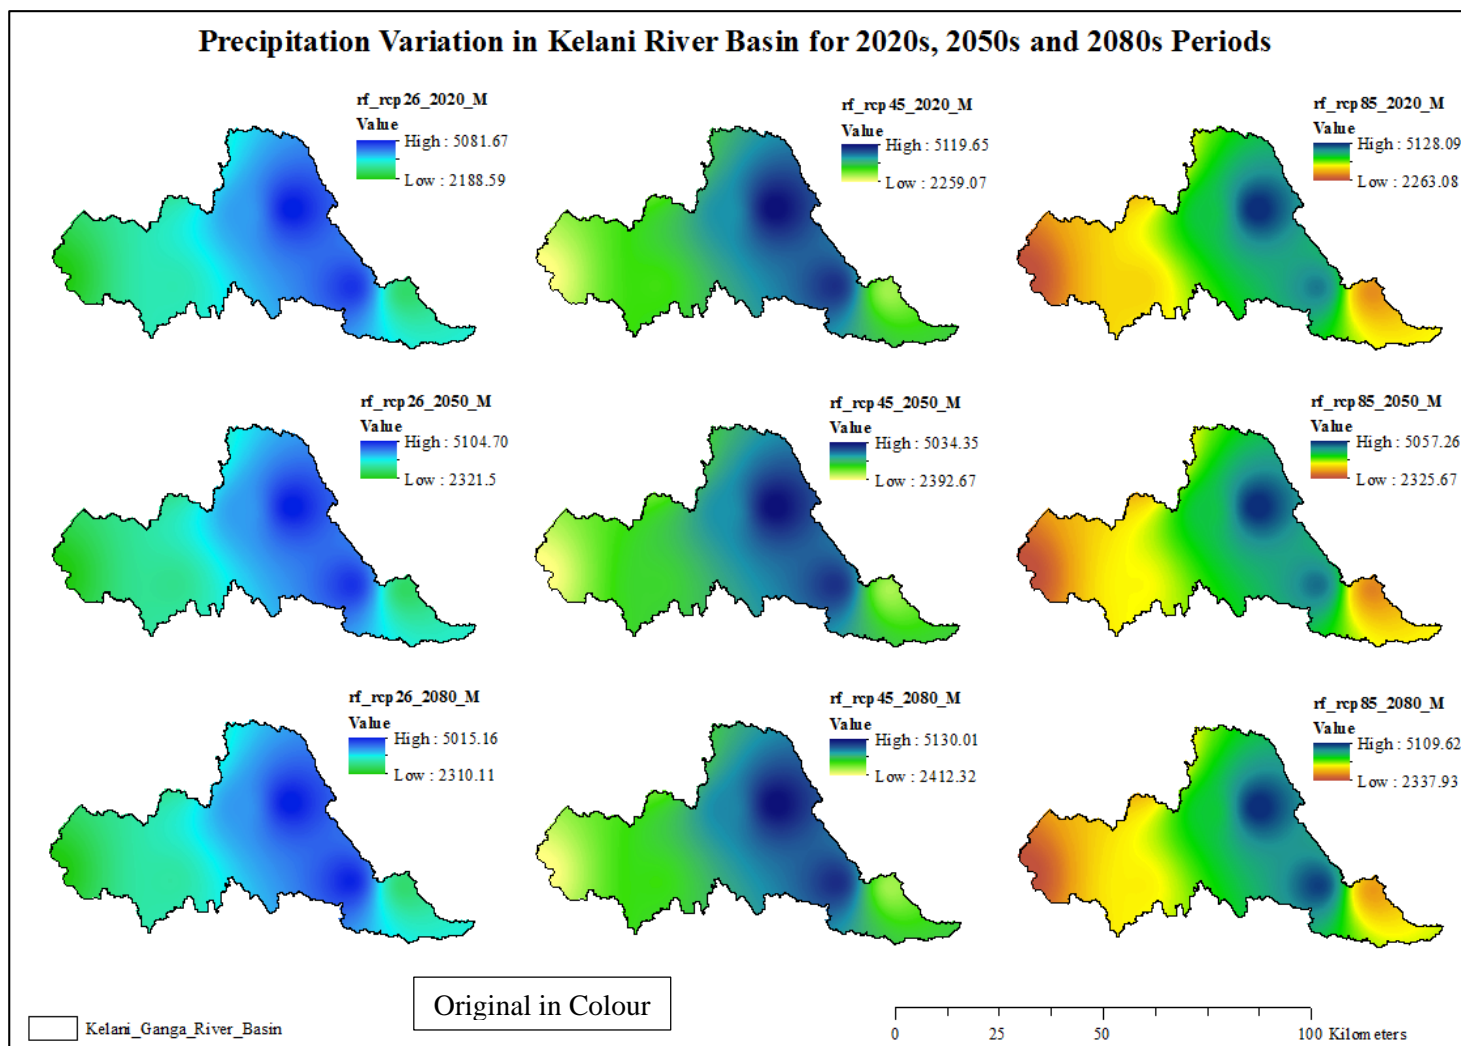 Precipitation Variation in Kelani River Basin for 2020s, 2050s and 2080s Periods
rf_rcp26_2020_M
Value
High : 5081.67
Low : 2188.59
rf_rcp45_2020_M
Value
High : 5119.65
Low : 2259.07
rf_rcp85_2020_M
Value
High : 5128.09
Low : 2263.08
rf_rcp26_2050_M
Value
High : 5104.70
Low : 2321.5
rf_rcp45_2050_M
Value
High : 5034.35
Low : 2392.67
rf_rcp85_2050_M
Value
High : 5057.26
Low : 2325.67
rf_rcp26_2080_M
Value
High : 5015.16
Low : 2310.11
rf_rcp45_2080_M
Value
High : 5130.01
Low : 2412.32
rf_rcp85_2080_M
Value
High : 5109.62
Low : 2337.93
Original in Colour
Kelani_Ganga_River_Basin
0 25 50 100 Kilometers